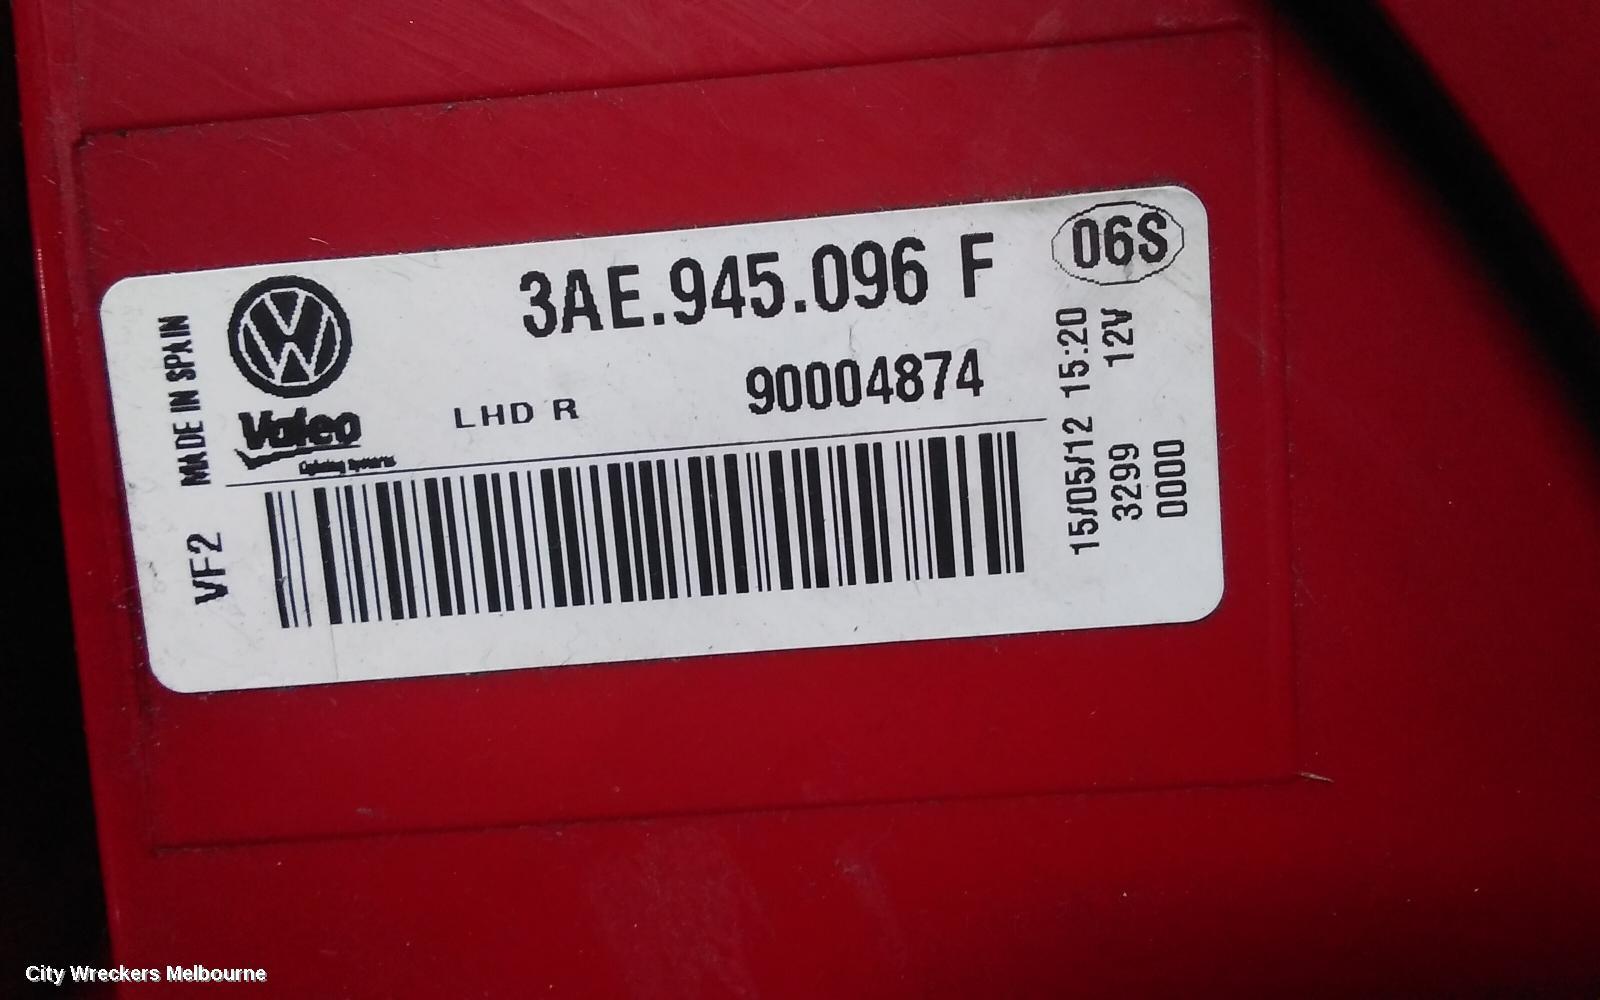 MADE IN SPAIN
VF2
3AE.945.096 F
06S
Valeo
LHD R
90004874
15/05/12 15:20
3299 12V
0000
City Wreckers Melbourne